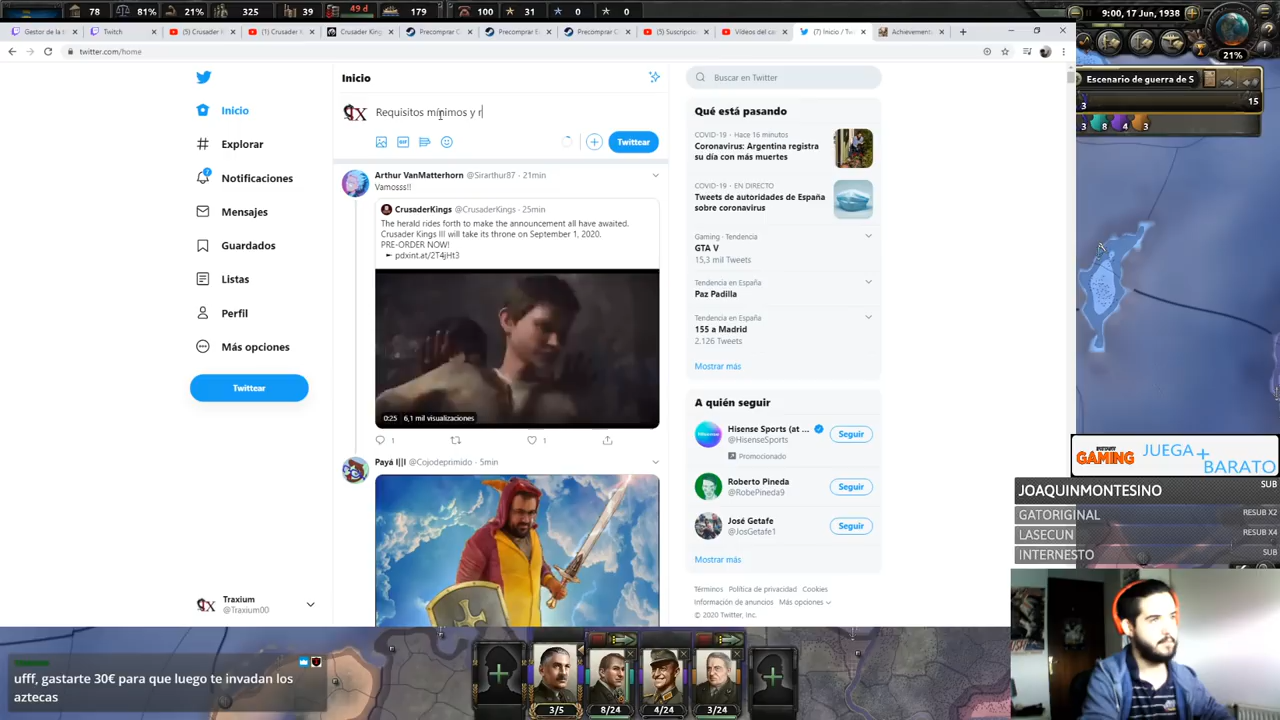 78
81%
21%
325
39
49 d
179
100
31
0
0
9:00, 17 Jun, 1938
21%
Gestor de la t
Twitch
(5) Crusader K
(1) Crusader K
Crusader King
Precomprar C
Precomprar E
Precomprar C
(5) Suscripcio
Vídeos del ca
(7) Inicio / Tw
Achievement
twitter.com/home
Escenario de guerra de S
15
3
3
8
4
3
Inicio
Explorar
7
Notificaciones
Mensajes
Guardados
Listas
Perfil
Más opciones
Twittear
Traxium
@Traxium00
Inicio
Requisitos mínimos y r
GIF
Twittear
Arthur VanMatterhorn @Sirarthur87 · 21min
Vamosss!!
CrusaderKings @CrusaderKings · 25min
The herald rides forth to make the announcement all have awaited.
Crusader Kings III will take its throne on September 1, 2020.
PRE-ORDER NOW!
► pdxint.at/2T4jHt3
0:25
6,1 mil visualizaciones
1
1
Payá I||I @Cojodeprimido · 5min
Buscar en Twitter
Qué está pasando
COVID-19 · Hace 16 minutos
Coronavirus: Argentina registra
su día con más muertes
COVID-19 · EN DIRECTO
Tweets de autoridades de España
sobre coronavirus
Gaming · Tendencia
GTA V
15,3 mil Tweets
Tendencia en España
Paz Padilla
Tendencia en España
155 a Madrid
2.126 Tweets
Mostrar más
A quién seguir
Hisense Sports (at ...
@HisenseSports
Promocionado
Seguir
Roberto Pineda
@RobePineda9
Seguir
José Getafe
@JosGetafe1
Seguir
Mostrar más
Términos Política de privacidad Cookies
Información de anuncios Más opciones
© 2020 Twitter, Inc.
INSTANT
GAMING
JUEGA+
BARATO
JOAQUINMONTESINO
SUB
GATORIGINAL
RESUB X2
LASECUN
RESUB X4
INTERNESTO
SUB
ufff, gastarte 30€ para que luego te invadan los
aztecas
3/5
8/24
4/24
3/24